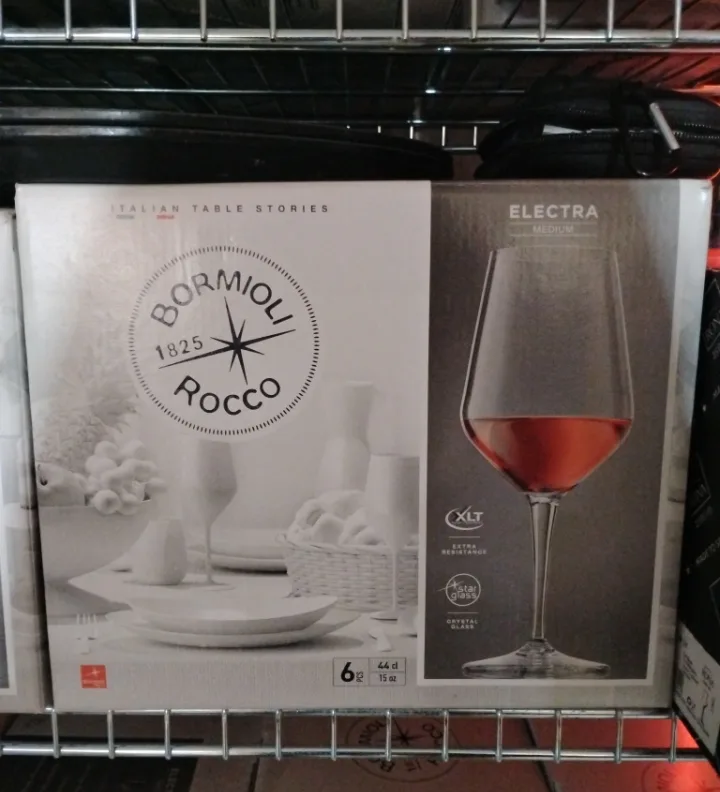 ITALIAN TABLE STORIES
BORMIOLI
1825
ROCCO
ELECTRA
MEDIUM
XLT
EXTRA
RESISTANCE
star
glass
CRYSTAL
GLASS
6 PCS
44 cl
15 oz